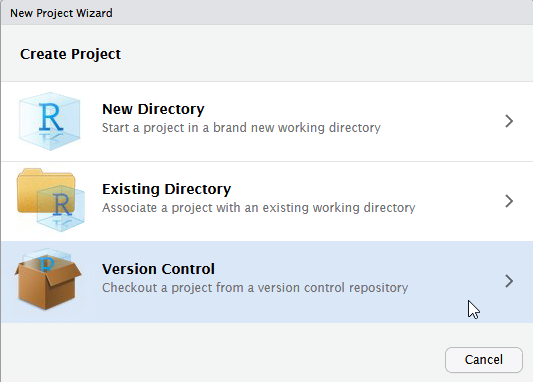 New Project Wizard
Create Project
R
New Directory
Start a project in a brand new working directory
R
Existing Directory
Associate a project with an existing working directory
Version Control
Checkout a project from a version control repository
Cancel